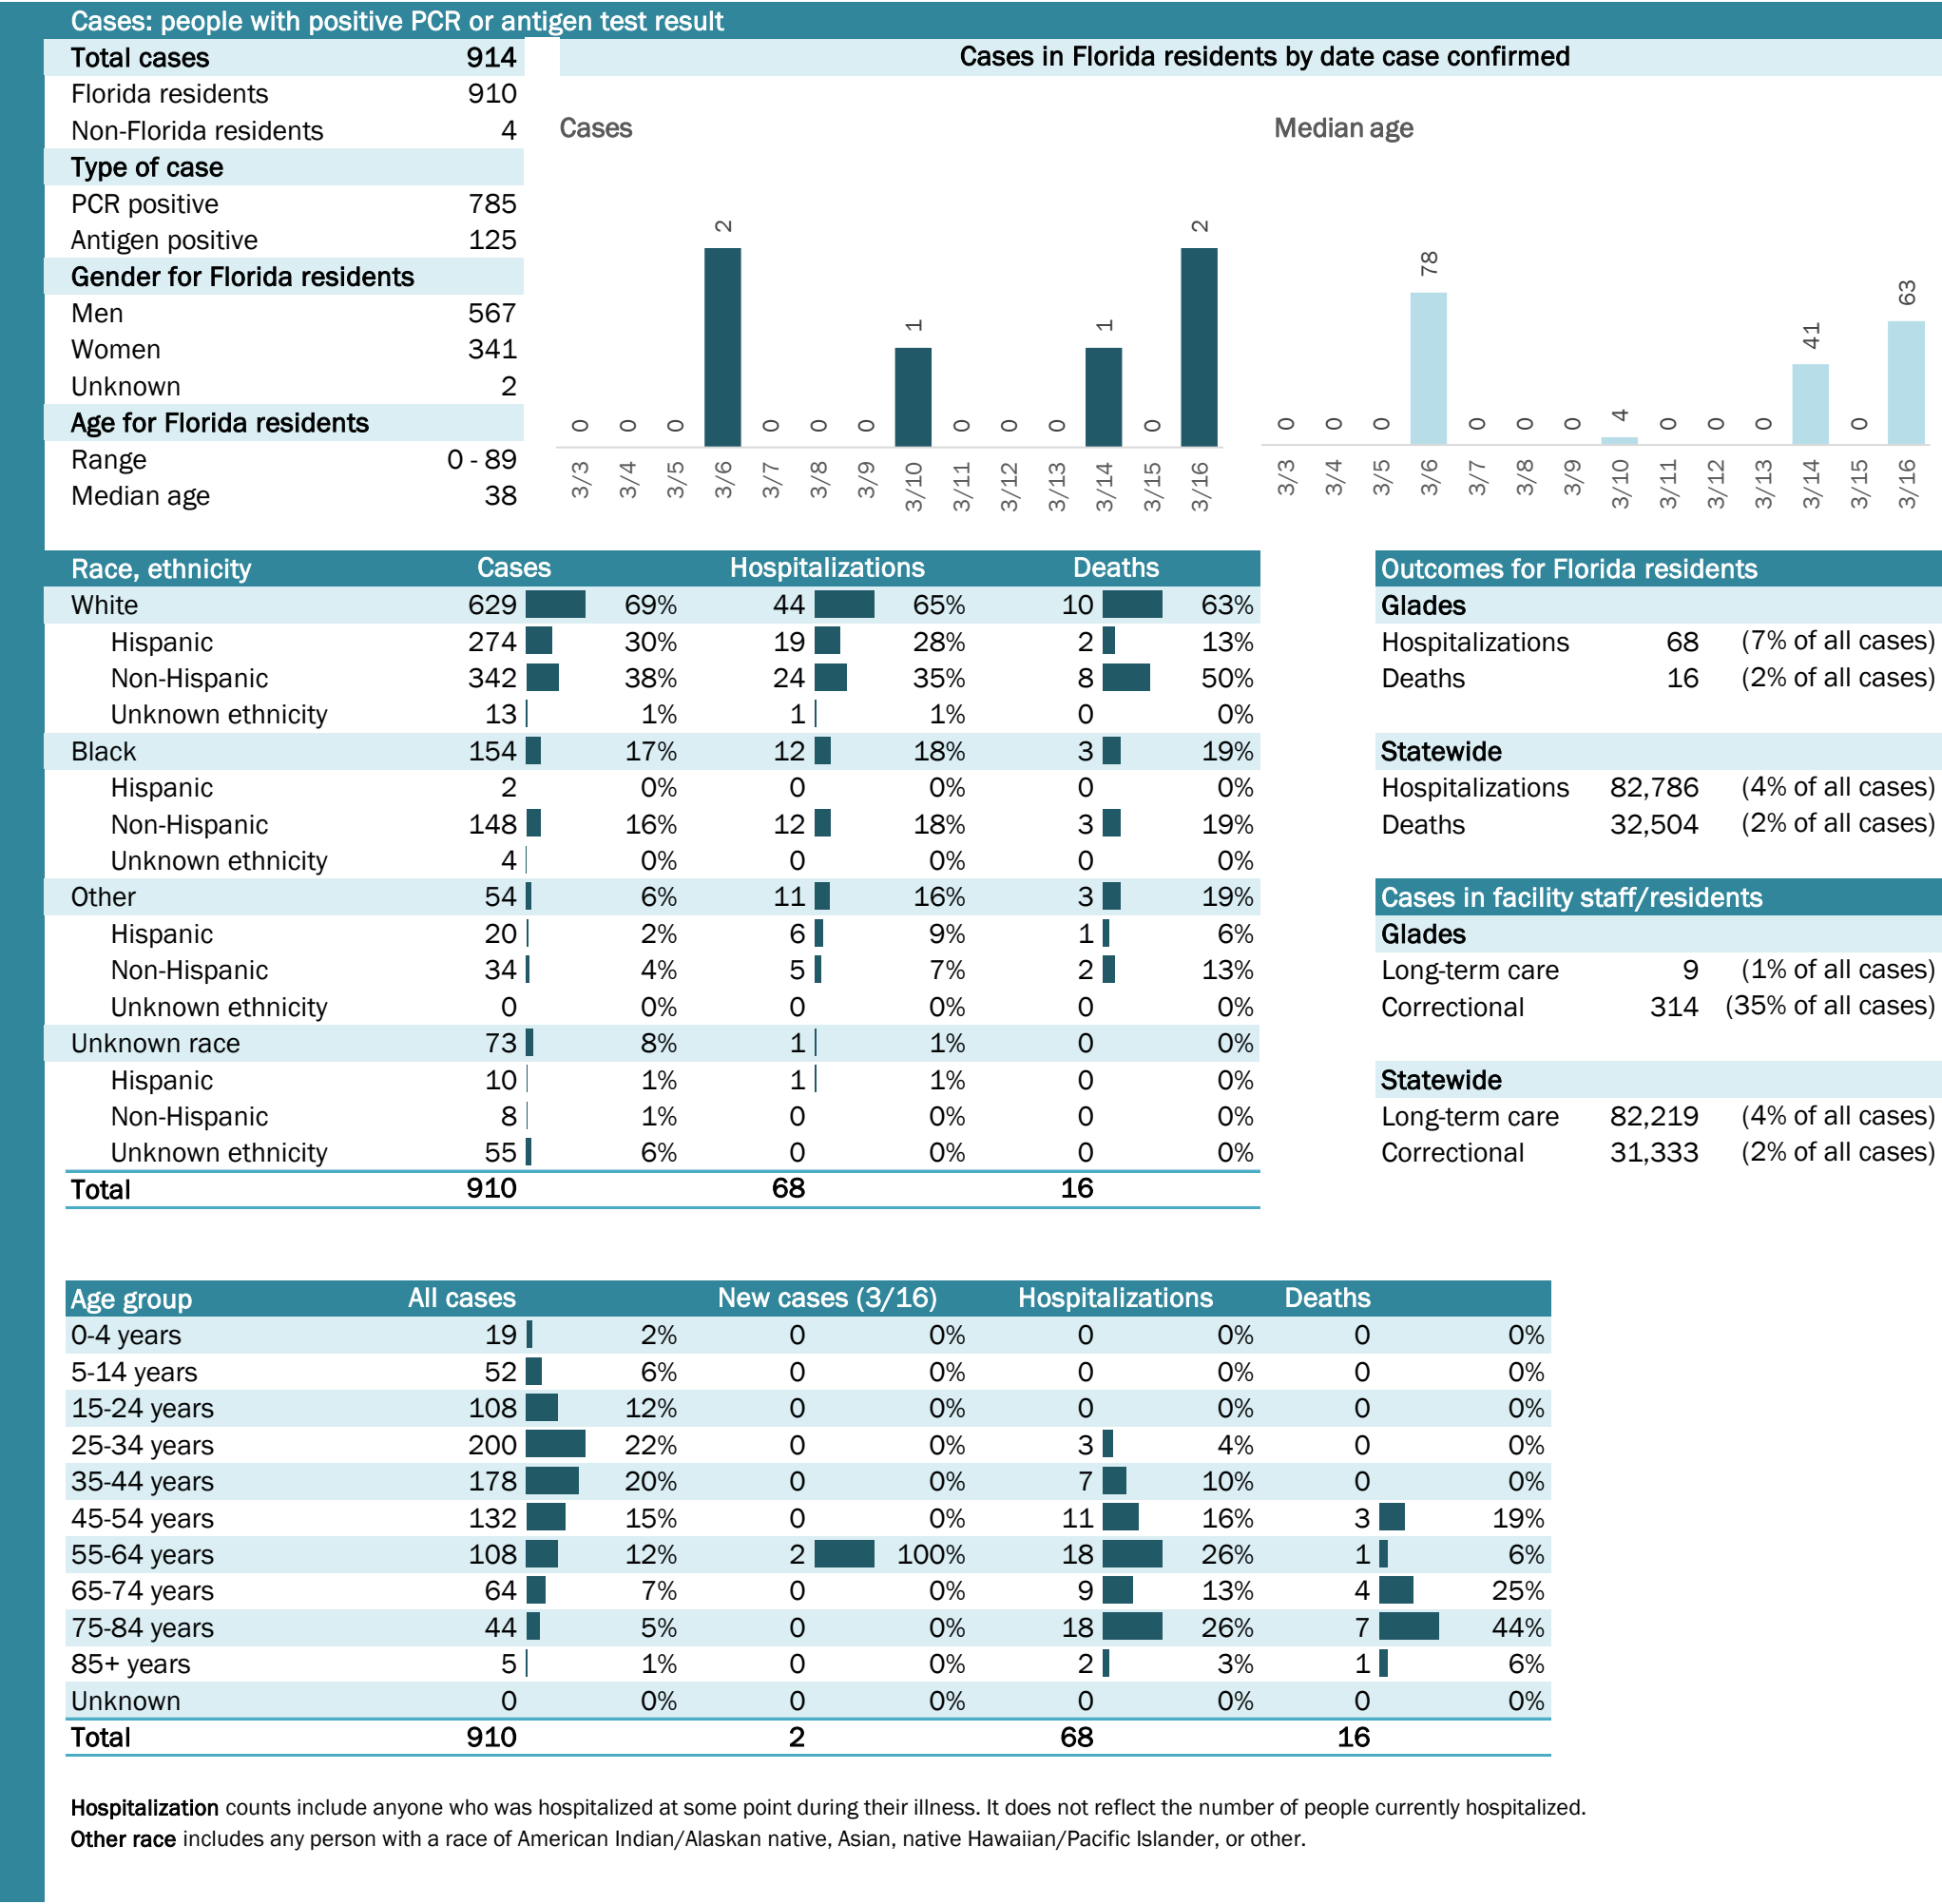 Cases: people with positive PCR or antigen test result
Total cases 914
Florida residents 910
Non-Florida residents 4
Type of case
PCR positive 785
Antigen positive 125
Gender for Florida residents
Men 567
Women 341
Unknown 2
Age for Florida residents
Range 0 - 89
Median age 38
Cases in Florida residents by date case confirmed
Cases
0 0 0 2 0 0 0 1 0 0 0 1 0 2
3/3 3/4 3/5 3/6 3/7 3/8 3/9 3/10 3/11 3/12 3/13 3/14 3/15 3/16
Median age
0 0 0 78 0 0 0 4 0 0 0 41 0 63
3/3 3/4 3/5 3/6 3/7 3/8 3/9 3/10 3/11 3/12 3/13 3/14 3/15 3/16
Race, ethnicity Cases Hospitalizations Deaths
White 629 69% 44 65% 10 63%
Hispanic 274 30% 19 28% 2 13%
Non-Hispanic 342 38% 24 35% 8 50%
Unknown ethnicity 13 1% 1 1% 0 0%
Black 154 17% 12 18% 3 19%
Hispanic 2 0% 0 0% 0 0%
Non-Hispanic 148 16% 12 18% 3 19%
Unknown ethnicity 4 0% 0 0% 0 0%
Other 54 6% 11 16% 3 19%
Hispanic 20 2% 6 9% 1 6%
Non-Hispanic 34 4% 5 7% 2 13%
Unknown ethnicity 0 0% 0 0% 0 0%
Unknown race 73 8% 1 1% 0 0%
Hispanic 10 1% 1 1% 0 0%
Non-Hispanic 8 1% 0 0% 0 0%
Unknown ethnicity 55 6% 0 0% 0 0%
Total 910 68 16
Outcomes for Florida residents
Glades
Hospitalizations 68 (7% of all cases)
Deaths 16 (2% of all cases)
Statewide
Hospitalizations 82,786 (4% of all cases)
Deaths 32,504 (2% of all cases)
Cases in facility staff/residents
Glades
Long-term care 9 (1% of all cases)
Correctional 314 (35% of all cases)
Statewide
Long-term care 82,219 (4% of all cases)
Correctional 31,333 (2% of all cases)
Age group All cases New cases (3/16) Hospitalizations Deaths
0-4 years 19 2% 0 0% 0 0% 0 0%
5-14 years 52 6% 0 0% 0 0% 0 0%
15-24 years 108 12% 0 0% 0 0% 0 0%
25-34 years 200 22% 0 0% 3 4% 0 0%
35-44 years 178 20% 0 0% 7 10% 0 0%
45-54 years 132 15% 0 0% 11 16% 3 19%
55-64 years 108 12% 2 100% 18 26% 1 6%
65-74 years 64 7% 0 0% 9 13% 4 25%
75-84 years 44 5% 0 0% 18 26% 7 44%
85+ years 5 1% 0 0% 2 3% 1 6%
Unknown 0 0% 0 0% 0 0% 0 0%
Total 910 2 68 16
Hospitalization counts include anyone who was hospitalized at some point during their illness. It does not reflect the number of people currently hospitalized.
Other race includes any person with a race of American Indian/Alaskan native, Asian, native Hawaiian/Pacific Islander, or other.